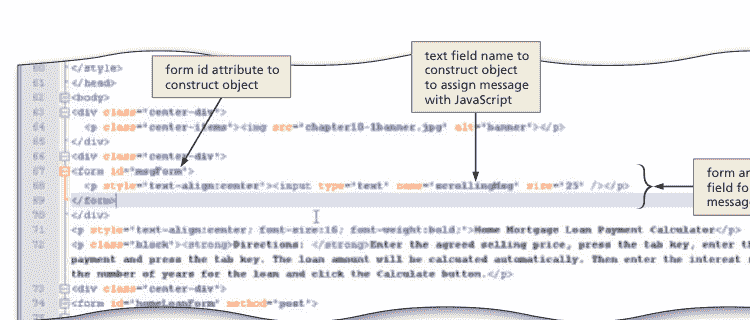 form id attribute to
construct object
text field name to
construct object
to assign message
with JavaScript
form an
field fo
messag
60 </style>
61 </head>
62 <body>
63 <div class="center-div">
64 <p class="center-items"><img src="chapter10-1banner.jpg" alt="banner"></p>
65 </div>
66 <div class="center-div">
67 <form id="msgForm">
68 <p style="text-align:center"><input type="text" name="scrollingMsg" size="25" /></p>
69 </form>
70 </div>
71 <p style="text-align:center; font-size:16; font-weight:bold;">Home Mortgage Loan Payment Calculator</p>
72 <p class="block"><strong>Directions: </strong>Enter the agreed selling price, press the tab key, enter th
payment and press the tab key. The loan amount will be calcuated automatically. Then enter the interest
the number of years for the loan and click the Calculate button.</p>
73 <div class="center-div">
74 <form id="homeLoanForm" method="post">